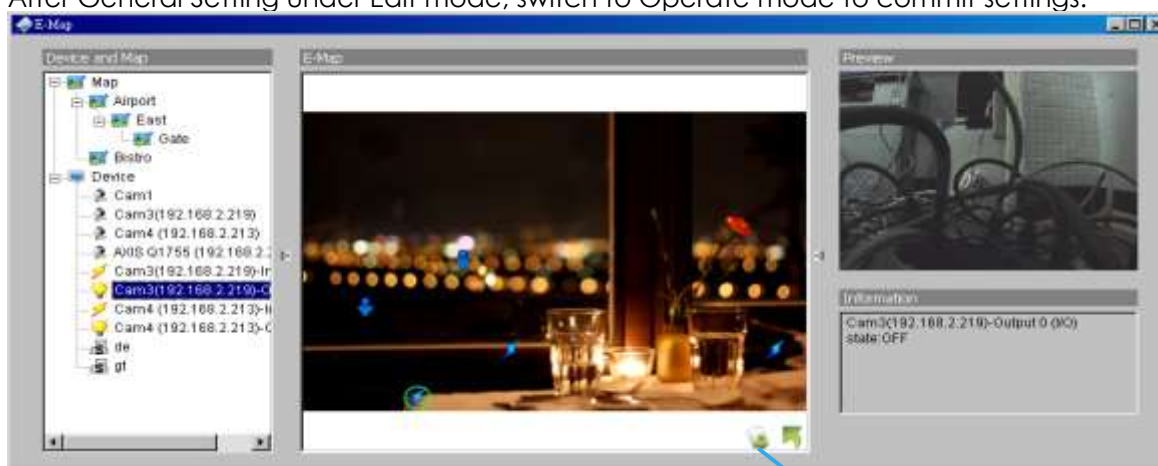 After General Setting under Edit mode, switch to Operate mode to commit settings.
E-Map
Device and Map
E-Map
Preview
Map
Airport
East
Gate
Bistro
Device
Cam1
Cam3(192.168.2.219)
Cam4 (192.168.2.213)
AXIS Q1755 (192.168.2.
Cam3(192.168.2.219)-Ir
Cam3(192.168.2.219)-O
Cam4 (192.168.2.213)-I
Cam4 (192.168.2.213)-O
de
gt
Information
Cam3(192.168.2.219)-Output 0 (I/O)
state:OFF